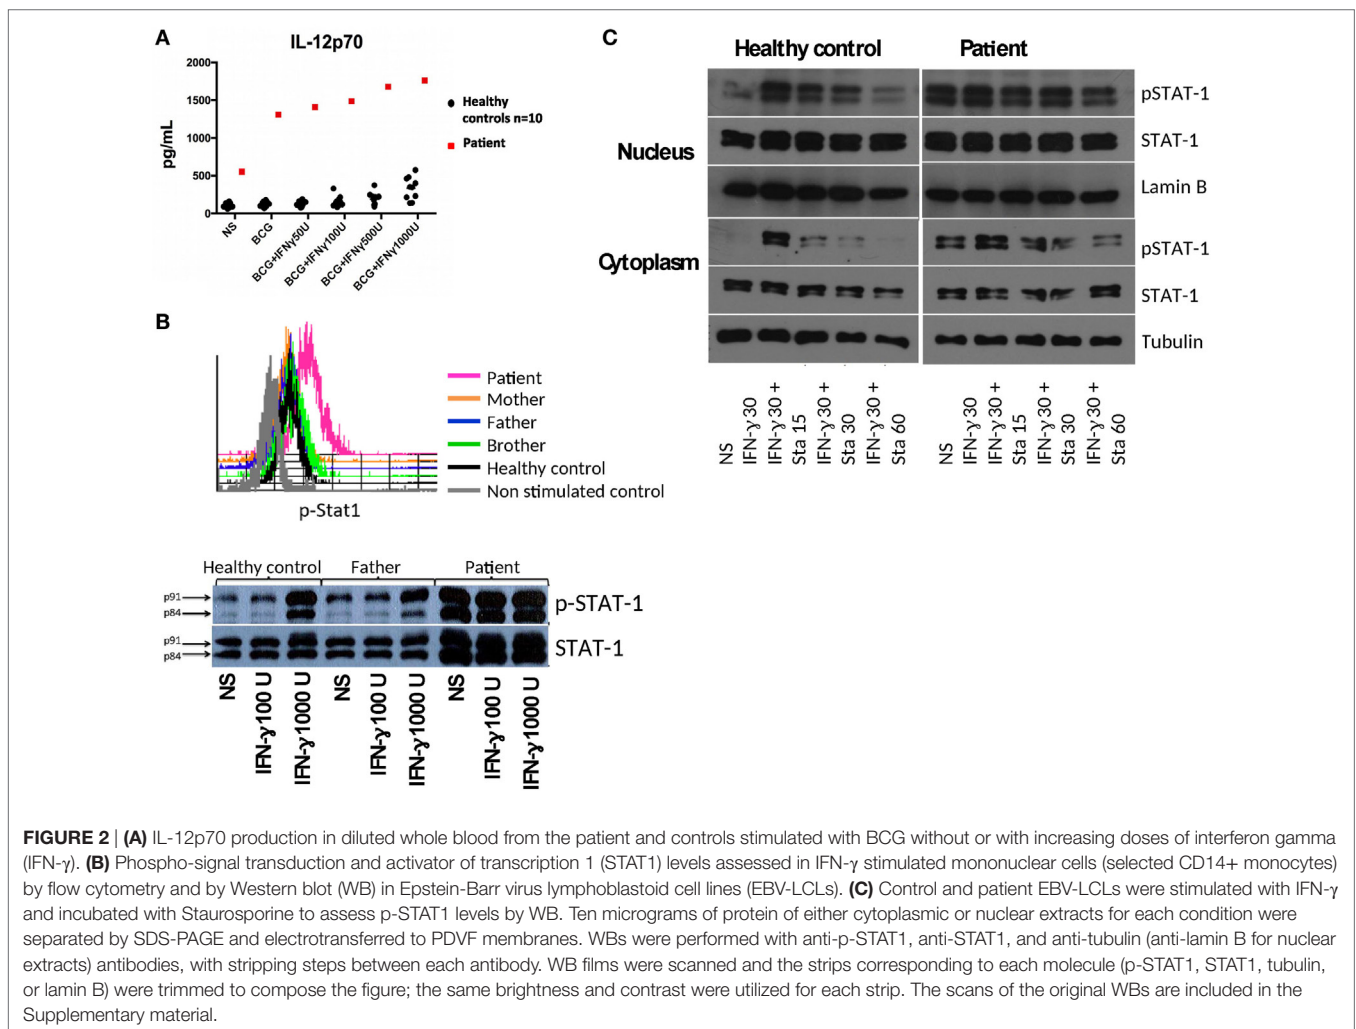 A
IL-12p70
pg/mL
2000
1500
1000
500
0
NS
BCG
BCG+IFNγ50U
BCG+IFNγ100U
BCG+IFNγ500U
BCG+IFNγ1000U
Healthy
controls n=10
Patient
B
Patient
Mother
Father
Brother
Healthy control
Non stimulated control
p-Stat1
Healthy control Father Patient
p91
p84
p-STAT-1
p91
p84
STAT-1
NS
IFN-γ100 U
IFN-γ1000 U
NS
IFN-γ100 U
IFN-γ1000 U
NS
IFN-γ100 U
IFN-γ1000 U
C
Healthy control Patient
Nucleus
Cytoplasm
pSTAT-1
STAT-1
Lamin B
pSTAT-1
STAT-1
Tubulin
NS
IFN-γ 30
IFN-γ 30 +
Sta 15
IFN-γ 30 +
Sta 30
IFN-γ 30 +
Sta 60
NS
IFN-γ 30
IFN-γ 30 +
Sta 15
IFN-γ 30 +
Sta 30
IFN-γ 30 +
Sta 60
FIGURE 2 | (A) IL-12p70 production in diluted whole blood from the patient and controls stimulated with BCG without or with increasing doses of interferon gamma
(IFN-γ). (B) Phospho-signal transduction and activator of transcription 1 (STAT1) levels assessed in IFN-γ stimulated mononuclear cells (selected CD14+ monocytes)
by flow cytometry and by Western blot (WB) in Epstein-Barr virus lymphoblastoid cell lines (EBV-LCLs). (C) Control and patient EBV-LCLs were stimulated with IFN-γ
and incubated with Staurosporine to assess p-STAT1 levels by WB. Ten micrograms of protein of either cytoplasmic or nuclear extracts for each condition were
separated by SDS-PAGE and electrotransferred to PDVF membranes. WBs were performed with anti-p-STAT1, anti-STAT1, and anti-tubulin (anti-lamin B for nuclear
extracts) antibodies, with stripping steps between each antibody. WB films were scanned and the strips corresponding to each molecule (p-STAT1, STAT1, tubulin,
or lamin B) were trimmed to compose the figure; the same brightness and contrast were utilized for each strip. The scans of the original WBs are included in the
Supplementary material.